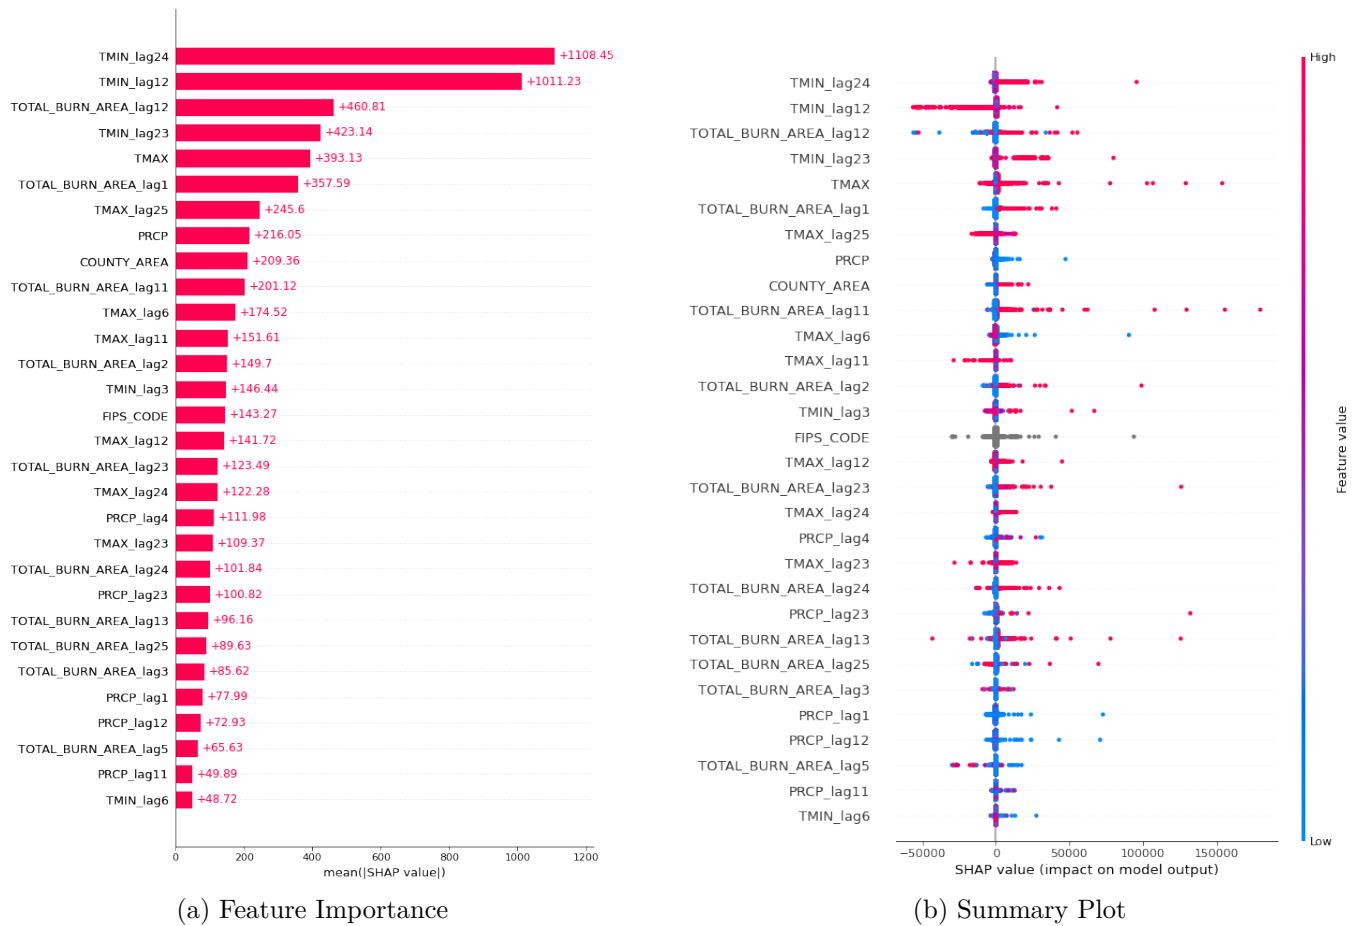 TMIN_lag24 +1108.45
TMIN_lag12 +1011.23
TOTAL_BURN_AREA_lag12 +460.81
TMIN_lag23 +423.14
TMAX +393.13
TOTAL_BURN_AREA_lag1 +357.59
TMAX_lag25 +245.6
PRCP +216.05
COUNTY_AREA +209.36
TOTAL_BURN_AREA_lag11 +201.12
TMAX_lag6 +174.52
TMAX_lag11 +151.61
TOTAL_BURN_AREA_lag2 +149.7
TMIN_lag3 +146.44
FIPS_CODE +143.27
TMAX_lag12 +141.72
TOTAL_BURN_AREA_lag23 +123.49
TMAX_lag24 +122.28
PRCP_lag4 +111.98
TMAX_lag23 +109.37
TOTAL_BURN_AREA_lag24 +101.84
PRCP_lag23 +100.82
TOTAL_BURN_AREA_lag13 +96.16
TOTAL_BURN_AREA_lag25 +89.63
TOTAL_BURN_AREA_lag3 +85.62
PRCP_lag1 +77.99
PRCP_lag12 +72.93
TOTAL_BURN_AREA_lag5 +65.63
PRCP_lag11 +49.89
TMIN_lag6 +48.72
0 200 400 600 800 1000 1200
mean(|SHAP value|)
(a) Feature Importance
High
TMIN_lag24
TMIN_lag12
TOTAL_BURN_AREA_lag12
TMIN_lag23
TMAX
TOTAL_BURN_AREA_lag1
TMAX_lag25
PRCP
COUNTY_AREA
TOTAL_BURN_AREA_lag11
TMAX_lag6
TMAX_lag11
TOTAL_BURN_AREA_lag2
TMIN_lag3
FIPS_CODE
TMAX_lag12
TOTAL_BURN_AREA_lag23
TMAX_lag24
PRCP_lag4
TMAX_lag23
TOTAL_BURN_AREA_lag24
PRCP_lag23
TOTAL_BURN_AREA_lag13
TOTAL_BURN_AREA_lag25
TOTAL_BURN_AREA_lag3
PRCP_lag1
PRCP_lag12
TOTAL_BURN_AREA_lag5
PRCP_lag11
TMIN_lag6
Feature value
Low
−50000 0 50000 100000 150000
SHAP value (impact on model output)
(b) Summary Plot